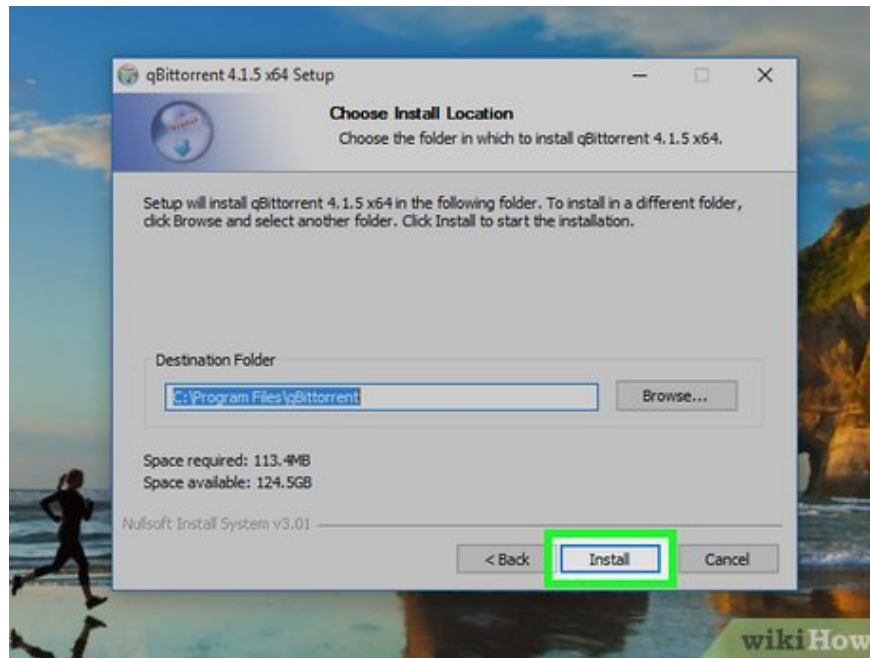 qBittorrent 4.1.5 x64 Setup
Choose Install Location
Choose the folder in which to install qBittorrent 4.1.5 x64.
Setup will install qBittorrent 4.1.5 x64 in the following folder. To install in a different folder,
click Browse and select another folder. Click Install to start the installation.
Destination Folder
C:\Program Files\qBittorrent
Browse...
Space required: 113.4MB
Space available: 124.5GB
Nullsoft Install System v3.01
< Back Install Cancel
wikiHow